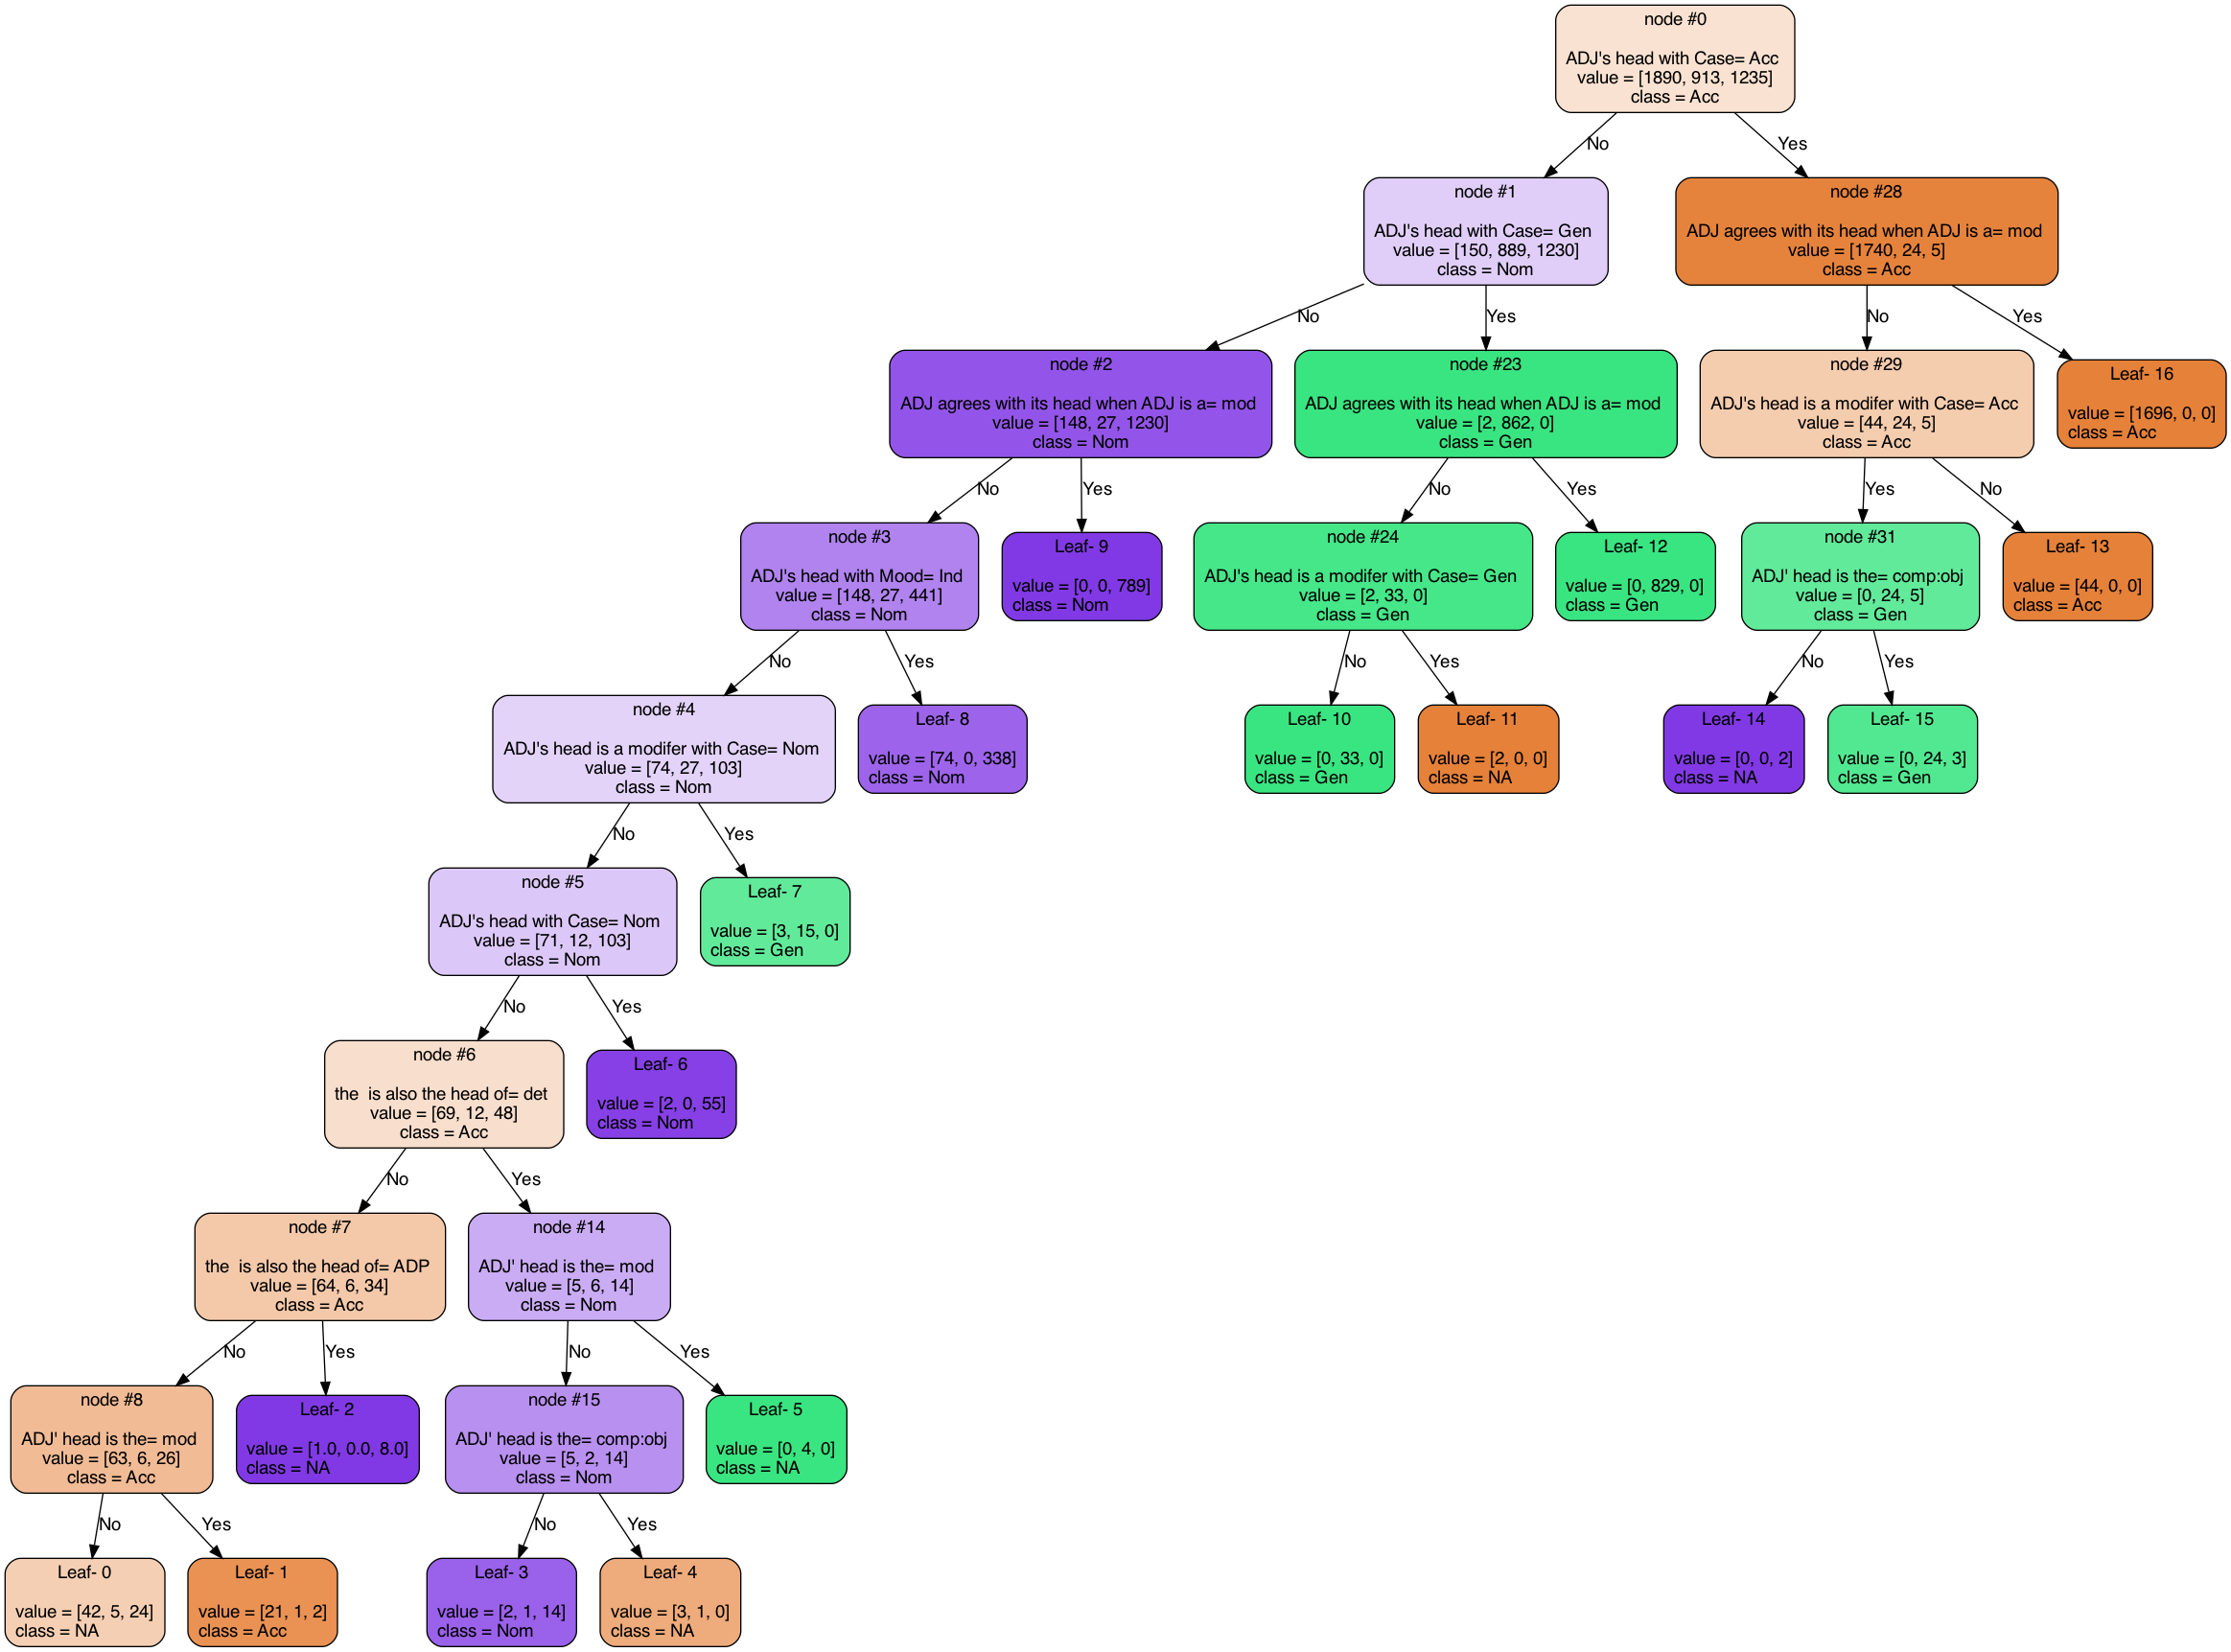 node #0
ADJ's head with Case= Acc
value = [1890, 913, 1235]
class = Acc
No
Yes
node #1
ADJ's head with Case= Gen
value = [150, 889, 1230]
class = Nom
node #28
ADJ agrees with its head when ADJ is a= mod
value = [1740, 24, 5]
class = Acc
No
Yes
No
Yes
node #2
ADJ agrees with its head when ADJ is a= mod
value = [148, 27, 1230]
class = Nom
node #23
ADJ agrees with its head when ADJ is a= mod
value = [2, 862, 0]
class = Gen
node #29
ADJ's head is a modifer with Case= Acc
value = [44, 24, 5]
class = Acc
Leaf- 16
value = [1696, 0, 0]
class = Acc
No
Yes
No
Yes
Yes
No
node #3
ADJ's head with Mood= Ind
value = [148, 27, 441]
class = Nom
Leaf- 9
value = [0, 0, 789]
class = Nom
node #24
ADJ's head is a modifer with Case= Gen
value = [2, 33, 0]
class = Gen
Leaf- 12
value = [0, 829, 0]
class = Gen
node #31
ADJ' head is the= comp:obj
value = [0, 24, 5]
class = Gen
Leaf- 13
value = [44, 0, 0]
class = Acc
No
Yes
No
Yes
No
Yes
node #4
ADJ's head is a modifer with Case= Nom
value = [74, 27, 103]
class = Nom
Leaf- 8
value = [74, 0, 338]
class = Nom
Leaf- 10
value = [0, 33, 0]
class = Gen
Leaf- 11
value = [2, 0, 0]
class = NA
Leaf- 14
value = [0, 0, 2]
class = NA
Leaf- 15
value = [0, 24, 3]
class = Gen
No
Yes
node #5
ADJ's head with Case= Nom
value = [71, 12, 103]
class = Nom
Leaf- 7
value = [3, 15, 0]
class = Gen
No
Yes
node #6
the  is also the head of= det
value = [69, 12, 48]
class = Acc
Leaf- 6
value = [2, 0, 55]
class = Nom
No
Yes
node #7
the  is also the head of= ADP
value = [64, 6, 34]
class = Acc
node #14
ADJ' head is the= mod
value = [5, 6, 14]
class = Nom
No
Yes
No
Yes
node #8
ADJ' head is the= mod
value = [63, 6, 26]
class = Acc
Leaf- 2
value = [1.0, 0.0, 8.0]
class = NA
node #15
ADJ' head is the= comp:obj
value = [5, 2, 14]
class = Nom
Leaf- 5
value = [0, 4, 0]
class = NA
No
Yes
No
Yes
Leaf- 0
value = [42, 5, 24]
class = NA
Leaf- 1
value = [21, 1, 2]
class = Acc
Leaf- 3
value = [2, 1, 14]
class = Nom
Leaf- 4
value = [3, 1, 0]
class = NA